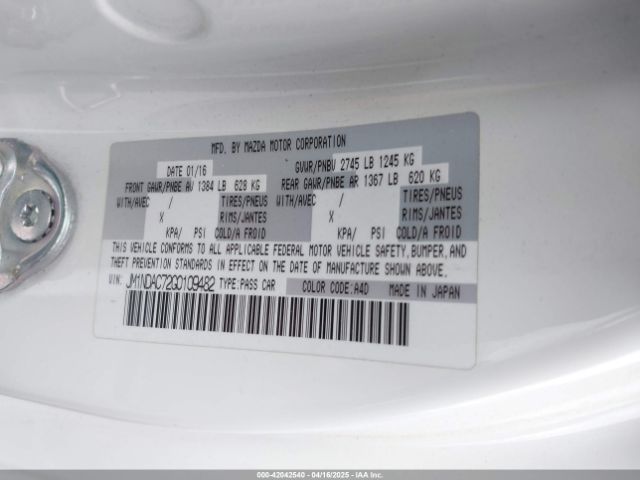 MFD. BY MAZDA MOTOR CORPORATION
DATE 01/16 GVWR/PNBV 2745 LB 1245 KG
FRONT GAWR/PNBE AV 1384 LB 628 KG REAR GAWR/PNBE AR 1367 LB 620 KG
WITH/AVEC / TIRES/PNEUS WITH/AVEC / TIRES/PNEUS
X RIMS/JANTES X RIMS/JANTES
KPA/ PSI COLD/A FROID KPA/ PSI COLD/A FROID
THIS VEHICLE CONFORMS TO ALL APPLICABLE FEDERAL MOTOR VEHICLE SAFETY, BUMPER, AND
THEFT PREVENTION STANDARDS IN EFFECT ON THE DATE OF MANUFACTURE SHOWN ABOVE.
VIN: JM1NDAC72G0109482 TYPE:PASS CAR COLOR CODE:A4D MADE IN JAPAN
000-42042540 - 04/16/2025 - IAA Inc.